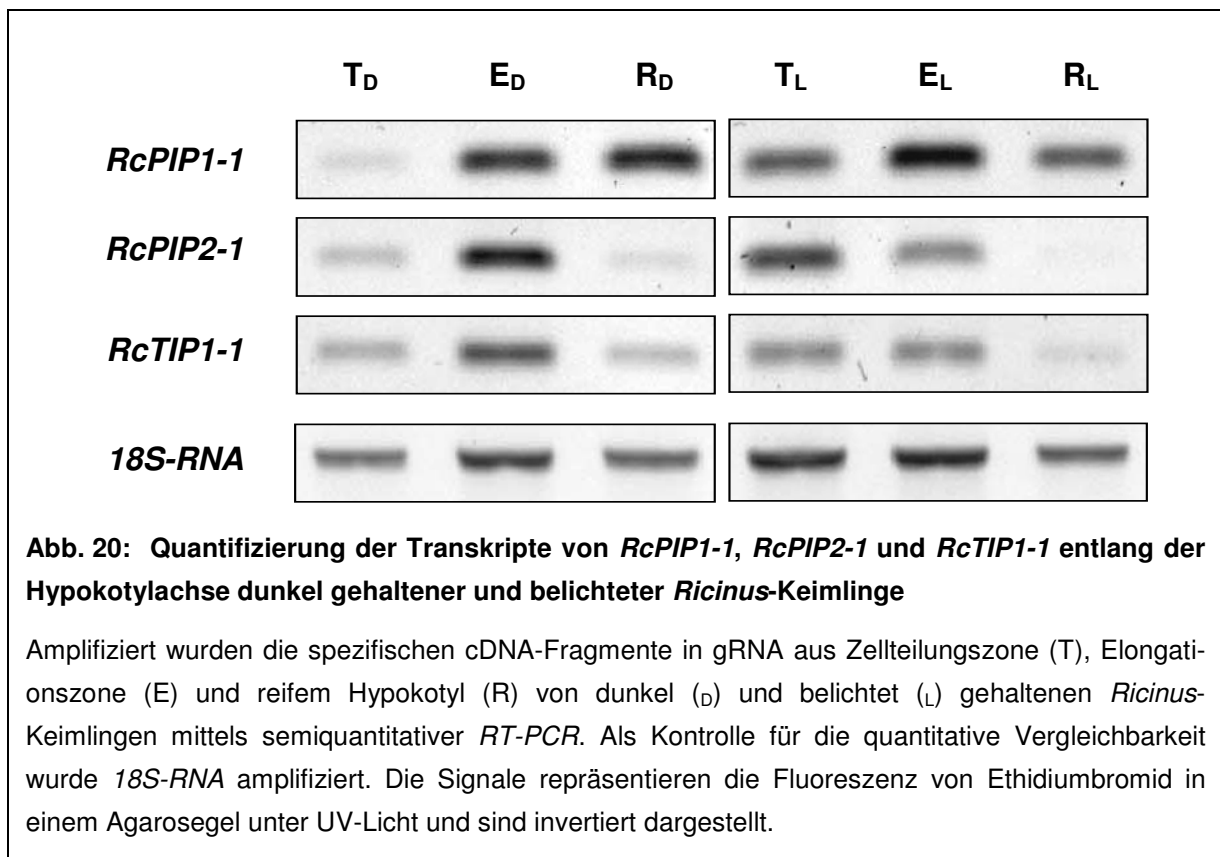 T_D E_D R_D T_L E_L R_L
RcPIP1-1
RcPIP2-1
RcTIP1-1
18S-RNA
Abb. 20: Quantifizierung der Transkripte von RcPIP1-1, RcPIP2-1 und RcTIP1-1 entlang der
Hypokotylachse dunkel gehaltener und belichteter Ricinus-Keimlinge
Amplifiziert wurden die spezifischen cDNA-Fragmente in gRNA aus Zellteilungszone (T), Elongati-
onszone (E) und reifem Hypokotyl (R) von dunkel (D) und belichtet (L) gehaltenen Ricinus-
Keimlingen mittels semiquantitativer RT-PCR. Als Kontrolle für die quantitative Vergleichbarkeit
wurde 18S-RNA amplifiziert. Die Signale repräsentieren die Fluoreszenz von Ethidiumbromid in
einem Agarosegel unter UV-Licht und sind invertiert dargestellt.